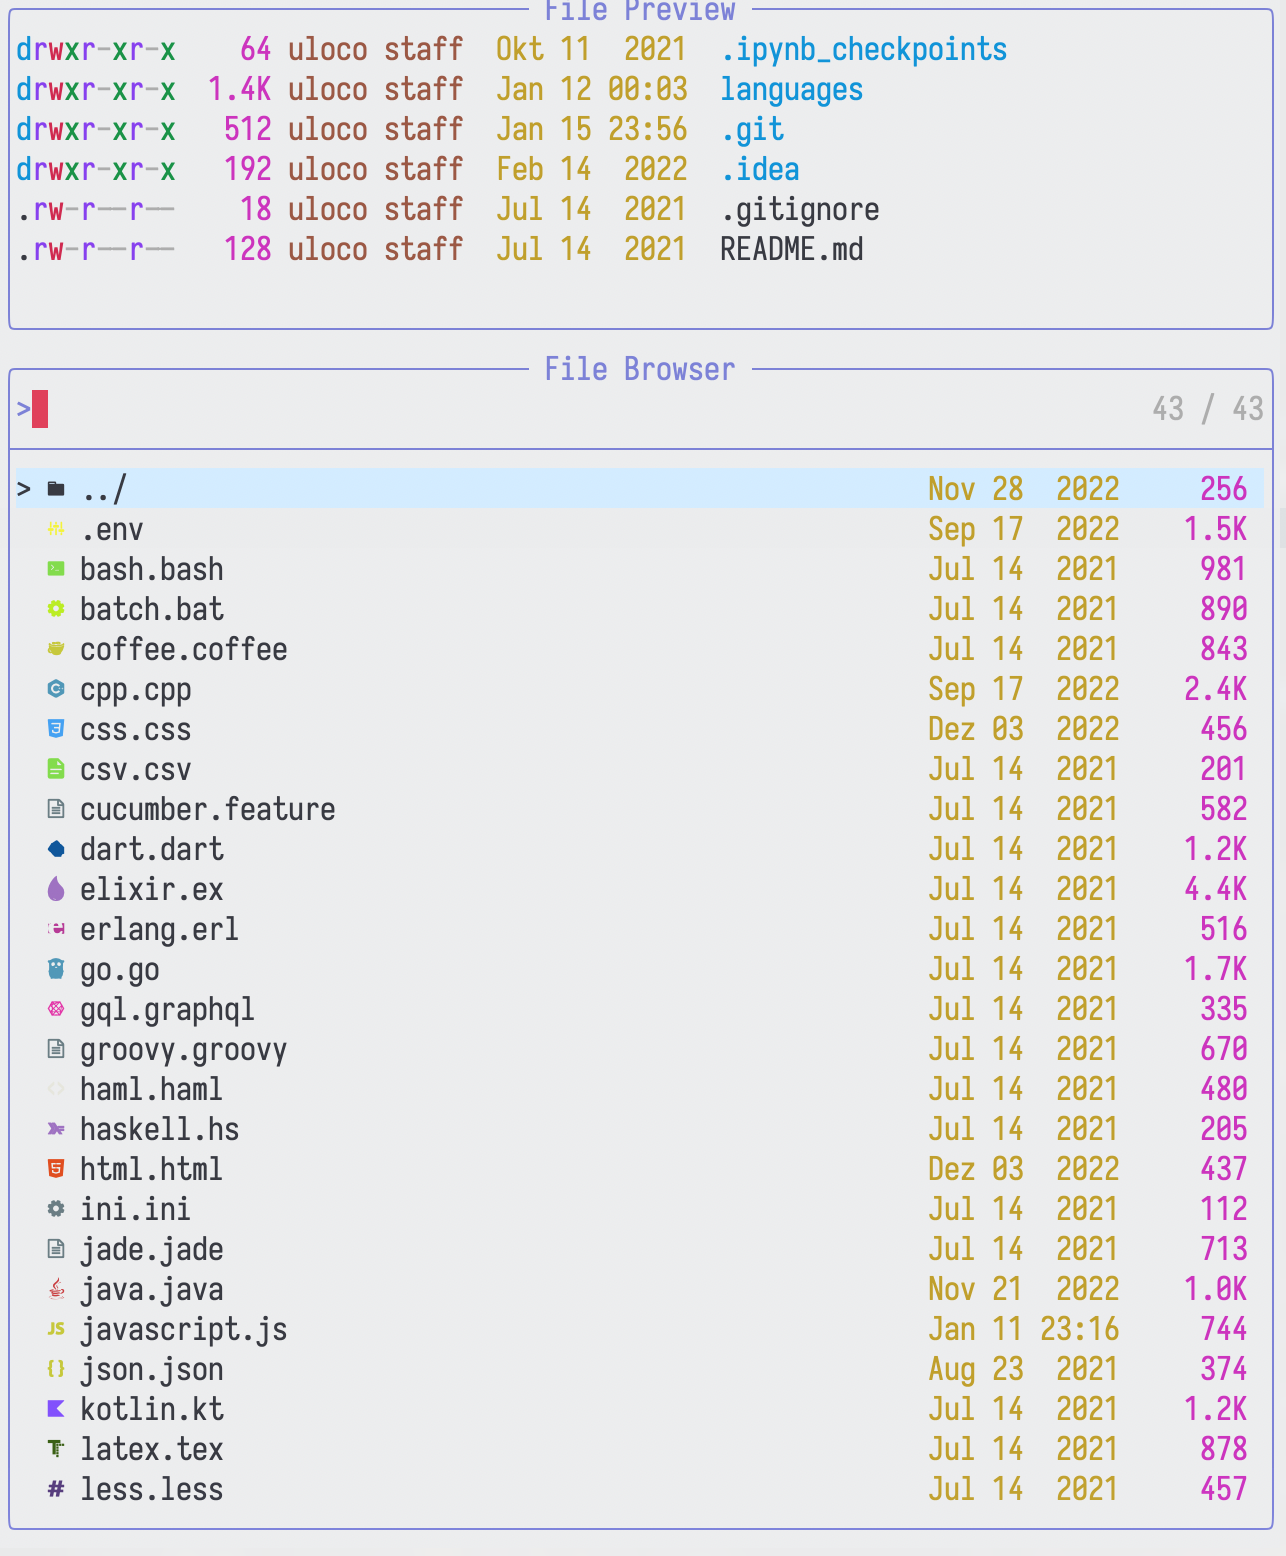 File Preview
drwxr-xr-x 64 uloco staff Okt 11 2021 .ipynb_checkpoints
drwxr-xr-x 1.4K uloco staff Jan 12 00:03 languages
drwxr-xr-x 512 uloco staff Jan 15 23:56 .git
drwxr-xr-x 192 uloco staff Feb 14 2022 .idea
.rw-r--r-- 18 uloco staff Jul 14 2021 .gitignore
.rw-r--r-- 128 uloco staff Jul 14 2021 README.md
File Browser
> 43 / 43
> ../ Nov 28 2022 256
.env Sep 17 2022 1.5K
bash.bash Jul 14 2021 981
batch.bat Jul 14 2021 890
coffee.coffee Jul 14 2021 843
cpp.cpp Sep 17 2022 2.4K
css.css Dez 03 2022 456
csv.csv Jul 14 2021 201
cucumber.feature Jul 14 2021 582
dart.dart Jul 14 2021 1.2K
elixir.ex Jul 14 2021 4.4K
erlang.erl Jul 14 2021 516
go.go Jul 14 2021 1.7K
gql.graphql Jul 14 2021 335
groovy.groovy Jul 14 2021 670
haml.haml Jul 14 2021 480
haskell.hs Jul 14 2021 205
html.html Dez 03 2022 437
ini.ini Jul 14 2021 112
jade.jade Jul 14 2021 713
java.java Nov 21 2022 1.0K
JS javascript.js Jan 11 23:16 744
{} json.json Aug 23 2021 374
kotlin.kt Jul 14 2021 1.2K
latex.tex Jul 14 2021 878
# less.less Jul 14 2021 457